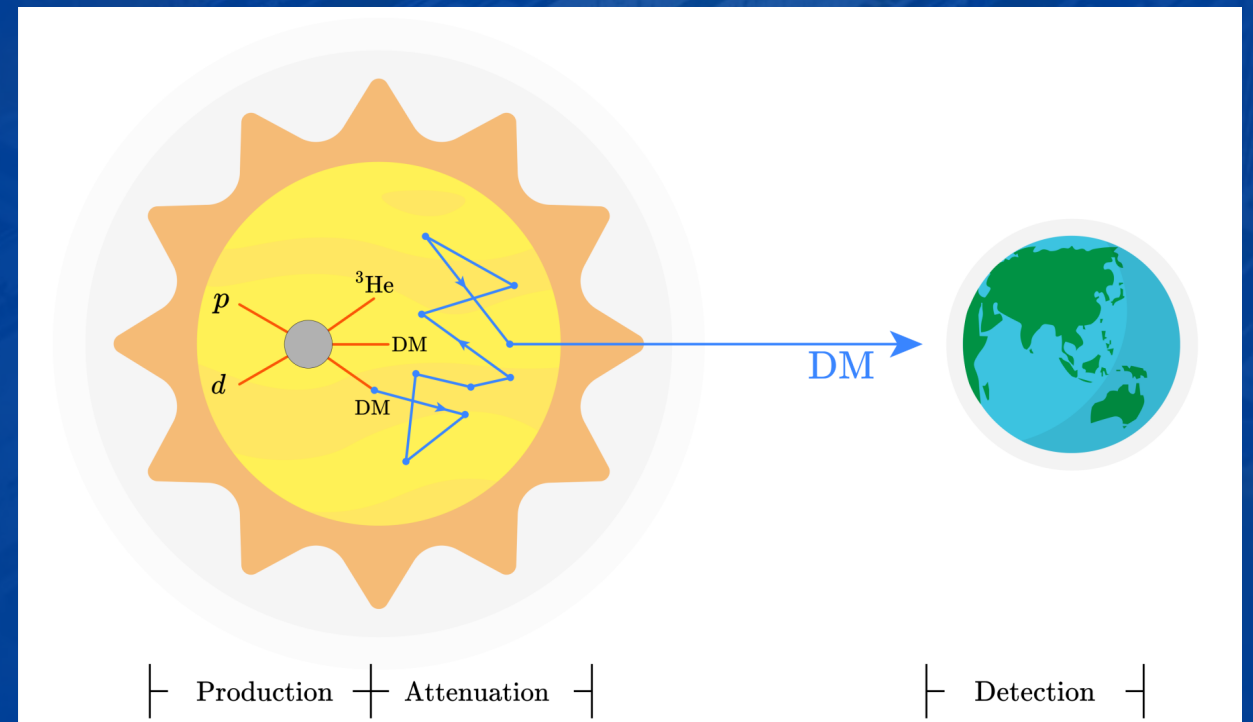 ³He
p
DM
d
DM
DM
Production
Attenuation
Detection